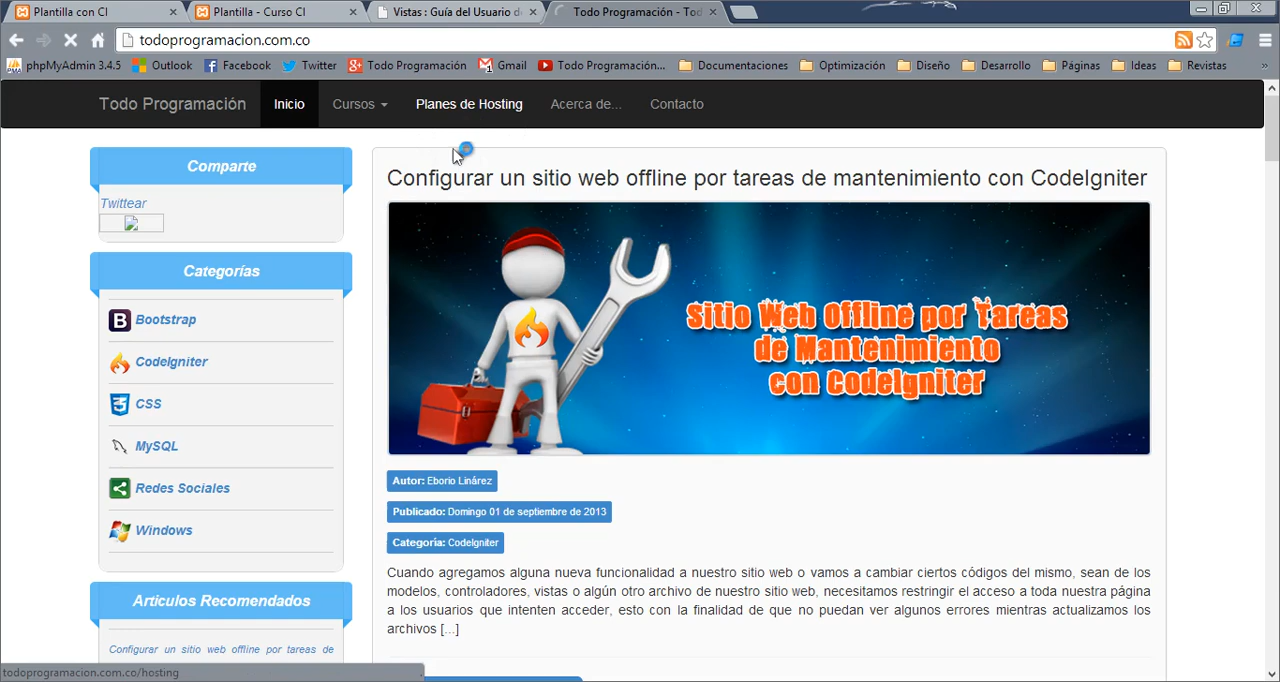 Plantilla con CI
Plantilla - Curso CI
Vistas : Guía del Usuario de
Todo Programación - Tod
todoprogramacion.com.co
phpMyAdmin 3.4.5 Outlook Facebook Twitter Todo Programación Gmail Todo Programación... Documentaciones Optimización Diseño Desarrollo Páginas Ideas Revistas »
Todo Programación Inicio Cursos Planes de Hosting Acerca de... Contacto
Comparte
Twittear
Categorías
Bootstrap
CodeIgniter
CSS
MySQL
Redes Sociales
Windows
Articulos Recomendados
Configurar un sitio web offline por tareas de
Configurar un sitio web offline por tareas de mantenimiento con CodeIgniter
Sitio Web Offline por Tareas
de Mantenimiento
con CodeIgniter
Autor: Eborio Linárez
Publicado: Domingo 01 de septiembre de 2013
Categoría: CodeIgniter
Cuando agregamos alguna nueva funcionalidad a nuestro sitio web o vamos a cambiar ciertos códigos del mismo, sean de los
modelos, controladores, vistas o algún otro archivo de nuestro sitio web, necesitamos restringir el acceso a toda nuestra página
a los usuarios que intenten acceder, esto con la finalidad de que no puedan ver algunos errores mientras actualizamos los
archivos [...]
todoprogramacion.com.co/hosting